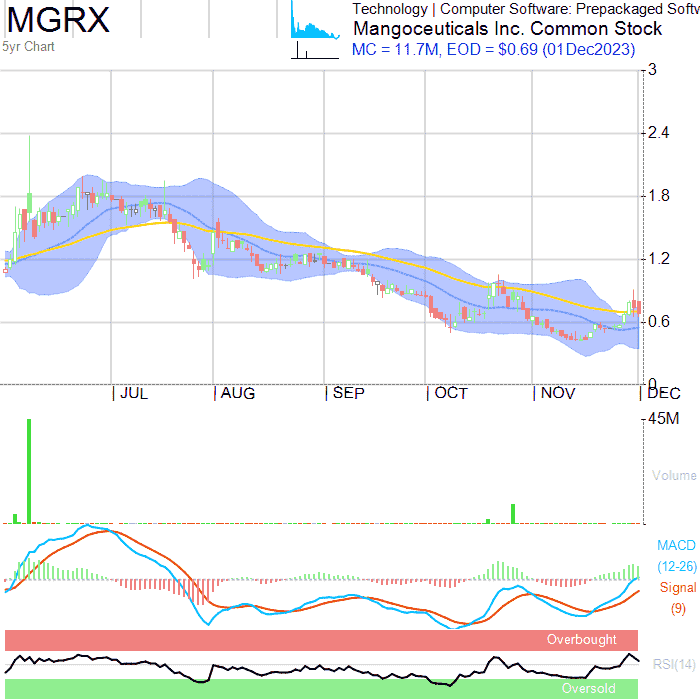 MGRX
5yr Chart
Technology | Computer Software: Prepackaged Softw
Mangoceuticals Inc. Common Stock
MC = 11.7M, EOD = $0.69 (01Dec2023)
3
2.4
1.8
1.2
0.6
0
JUL AUG SEP OCT NOV DEC
45M
Volume
MACD
(12-26)
Signal
(9)
Overbought
RSI(14)
Oversold